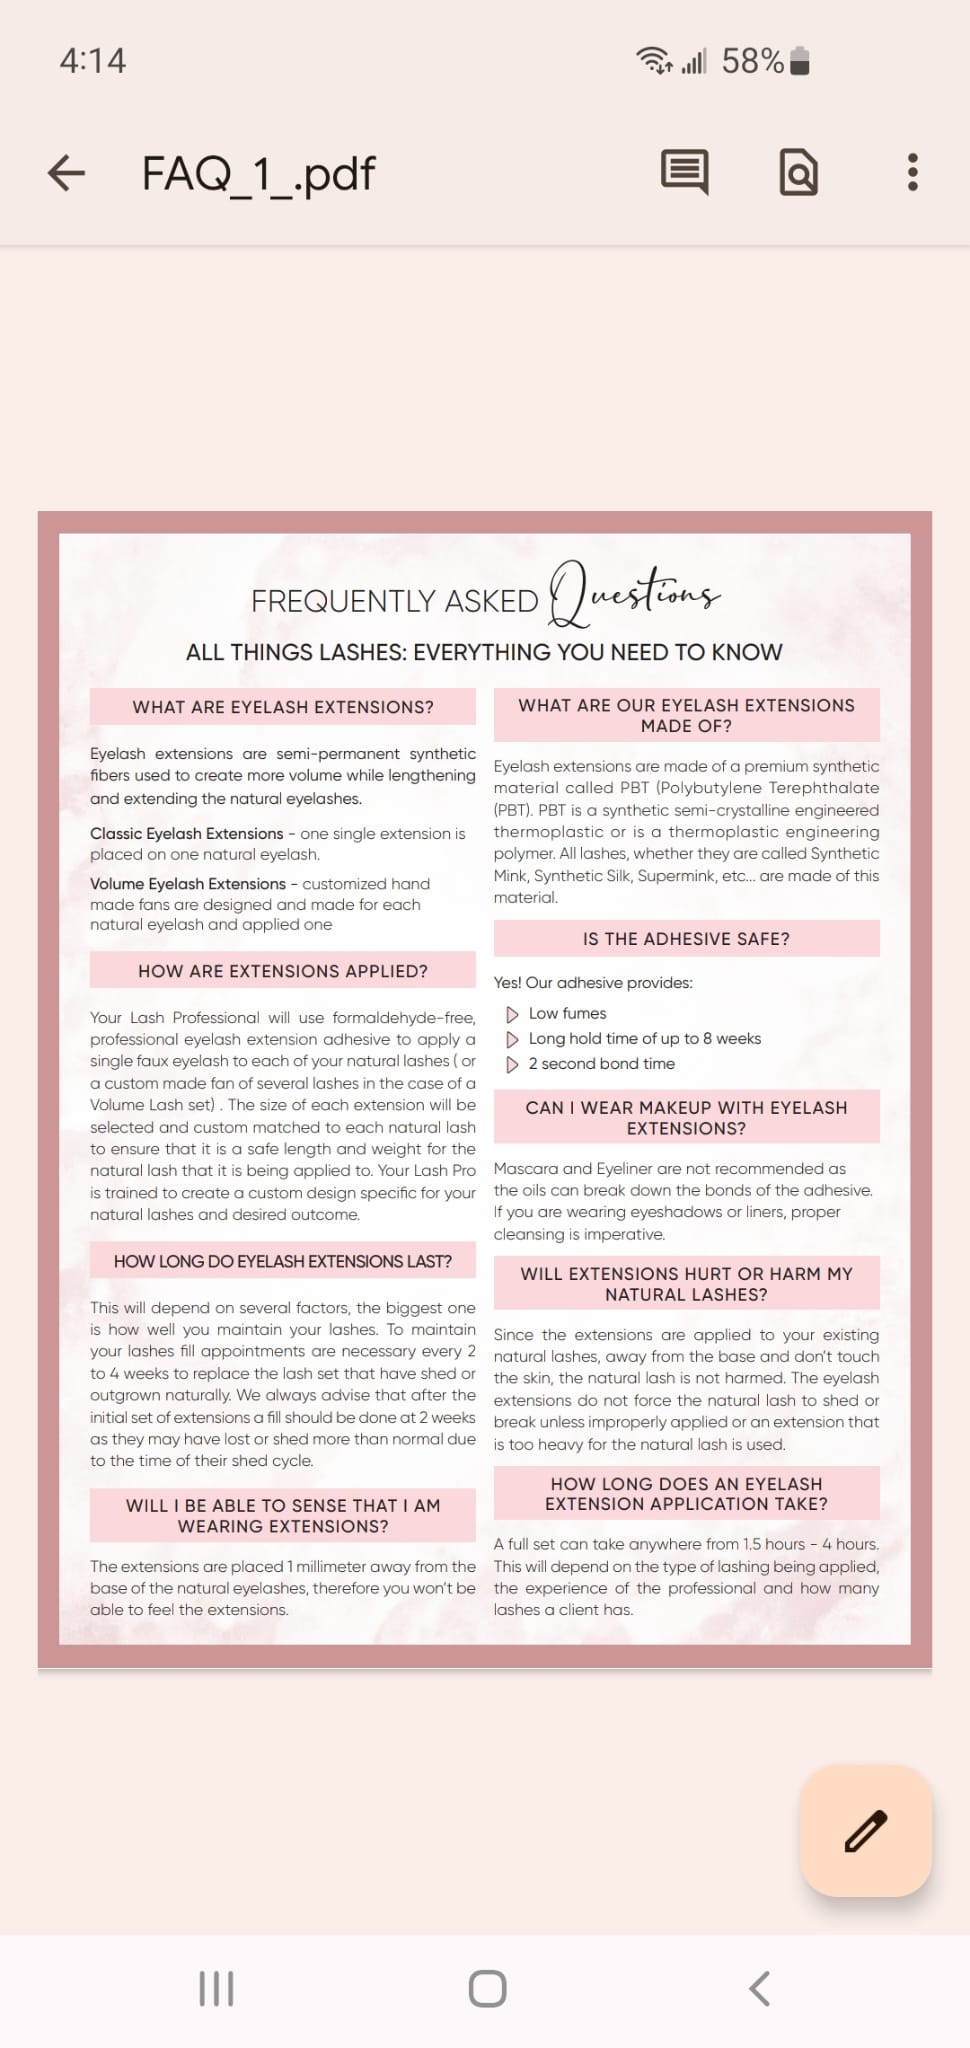 4:14
58%
FAQ_1_.pdf
FREQUENTLY ASKED Questions
ALL THINGS LASHES: EVERYTHING YOU NEED TO KNOW
WHAT ARE EYELASH EXTENSIONS?
Eyelash extensions are semi-permanent synthetic
fibers used to create more volume while lengthening
and extending the natural eyelashes.
Classic Eyelash Extensions - one single extension is
placed on one natural eyelash.
Volume Eyelash Extensions - customized hand
made fans are designed and made for each
natural eyelash and applied one
HOW ARE EXTENSIONS APPLIED?
Your Lash Professional will use formaldehyde-free,
professional eyelash extension adhesive to apply a
single faux eyelash to each of your natural lashes ( or
a custom made fan of several lashes in the case of a
Volume Lash set) . The size of each extension will be
selected and custom matched to each natural lash
to ensure that it is a safe length and weight for the
natural lash that it is being applied to. Your Lash Pro
is trained to create a custom design specific for your
natural lashes and desired outcome.
HOW LONG DO EYELASH EXTENSIONS LAST?
This will depend on several factors, the biggest one
is how well you maintain your lashes. To maintain
your lashes fill appointments are necessary every 2
to 4 weeks to replace the lash set that have shed or
outgrown naturally. We always advise that after the
initial set of extensions a fill should be done at 2 weeks
as they may have lost or shed more than normal due
to the time of their shed cycle.
WILL I BE ABLE TO SENSE THAT I AM
WEARING EXTENSIONS?
The extensions are placed 1 millimeter away from the
base of the natural eyelashes, therefore you won't be
able to feel the extensions.
WHAT ARE OUR EYELASH EXTENSIONS
MADE OF?
Eyelash extensions are made of a premium synthetic
material called PBT (Polybutylene Terephthalate
(PBT). PBT is a synthetic semi-crystalline engineered
thermoplastic or is a thermoplastic engineering
polymer. All lashes, whether they are called Synthetic
Mink, Synthetic Silk, Supermink, etc... are made of this
material.
IS THE ADHESIVE SAFE?
Yes! Our adhesive provides:
Low fumes
Long hold time of up to 8 weeks
2 second bond time
CAN I WEAR MAKEUP WITH EYELASH
EXTENSIONS?
Mascara and Eyeliner are not recommended as
the oils can break down the bonds of the adhesive.
If you are wearing eyeshadows or liners, proper
cleansing is imperative.
WILL EXTENSIONS HURT OR HARM MY
NATURAL LASHES?
Since the extensions are applied to your existing
natural lashes, away from the base and don't touch
the skin, the natural lash is not harmed. The eyelash
extensions do not force the natural lash to shed or
break unless improperly applied or an extension that
is too heavy for the natural lash is used.
HOW LONG DOES AN EYELASH
EXTENSION APPLICATION TAKE?
A full set can take anywhere from 1.5 hours - 4 hours.
This will depend on the type of lashing being applied,
the experience of the professional and how many
lashes a client has.